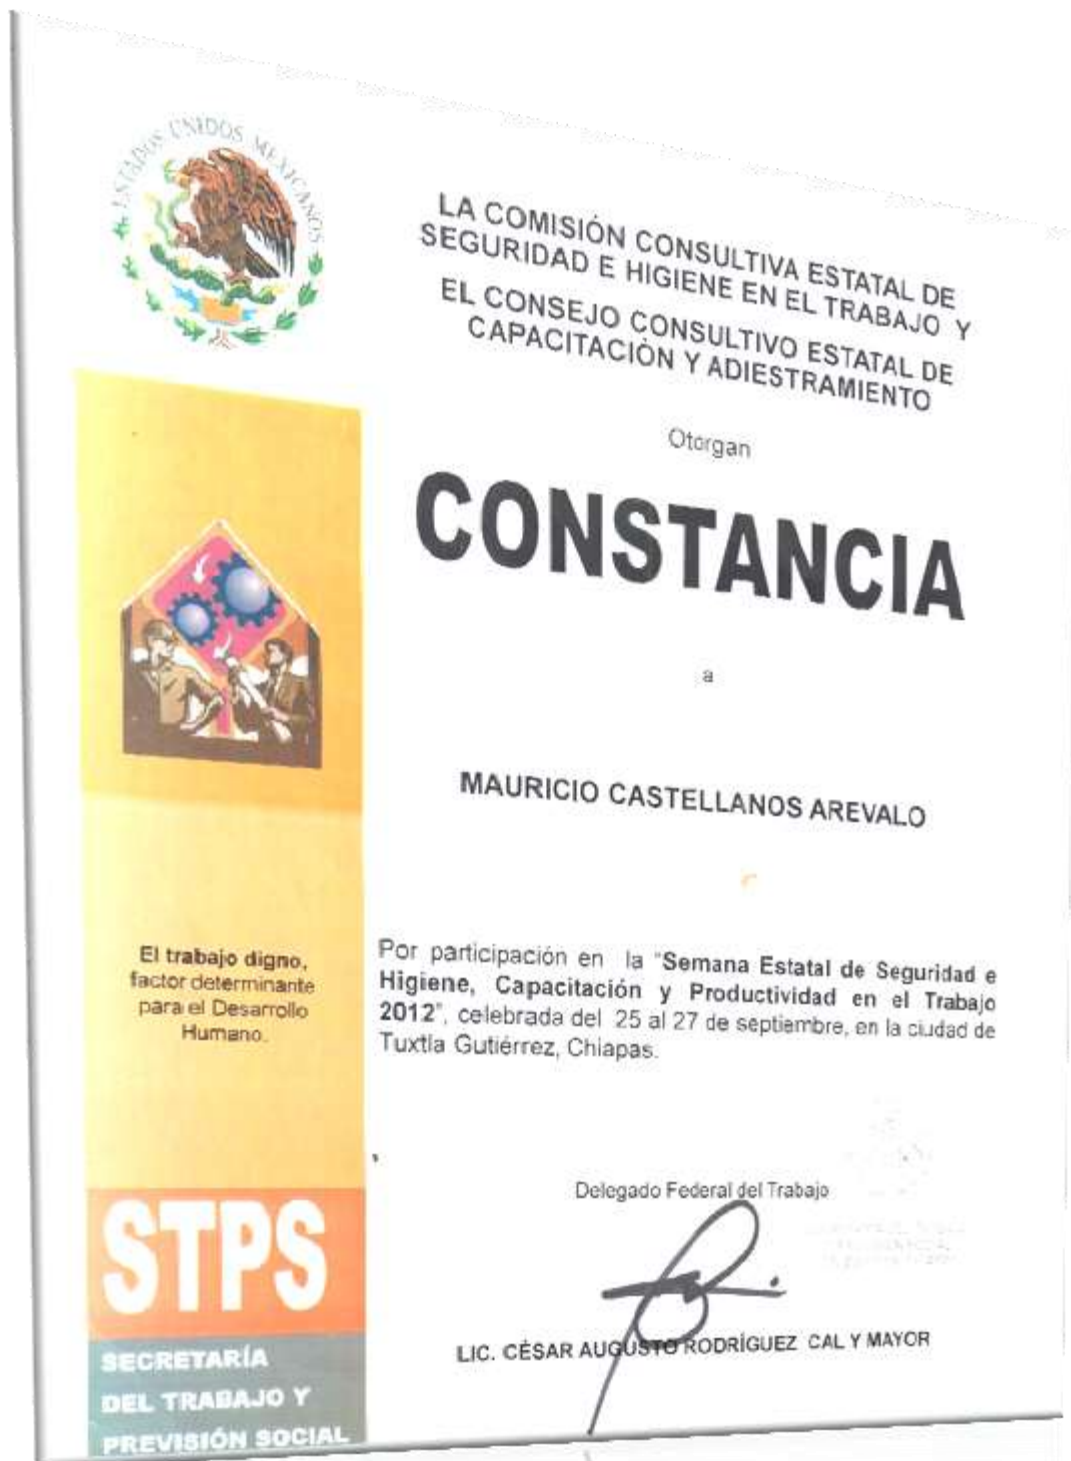 ESTADOS UNIDOS MEXICANOS
LA COMISIÓN CONSULTIVA ESTATAL DE
SEGURIDAD E HIGIENE EN EL TRABAJO Y
EL CONSEJO CONSULTIVO ESTATAL DE
CAPACITACIÓN Y ADIESTRAMIENTO
Otorgan
CONSTANCIA
a
MAURICIO CASTELLANOS AREVALO
Por participación en la "Semana Estatal de Seguridad e
Higiene, Capacitación y Productividad en el Trabajo
2012", celebrada del 25 al 27 de septiembre, en la ciudad de
Tuxtla Gutiérrez, Chiapas.
El trabajo digno,
factor determinante
para el Desarrollo
Humano.
Delegado Federal del Trabajo
LIC. CÉSAR AUGUSTO RODRÍGUEZ CAL Y MAYOR
STPS
SECRETARÍA
DEL TRABAJO Y
PREVISIÓN SOCIAL